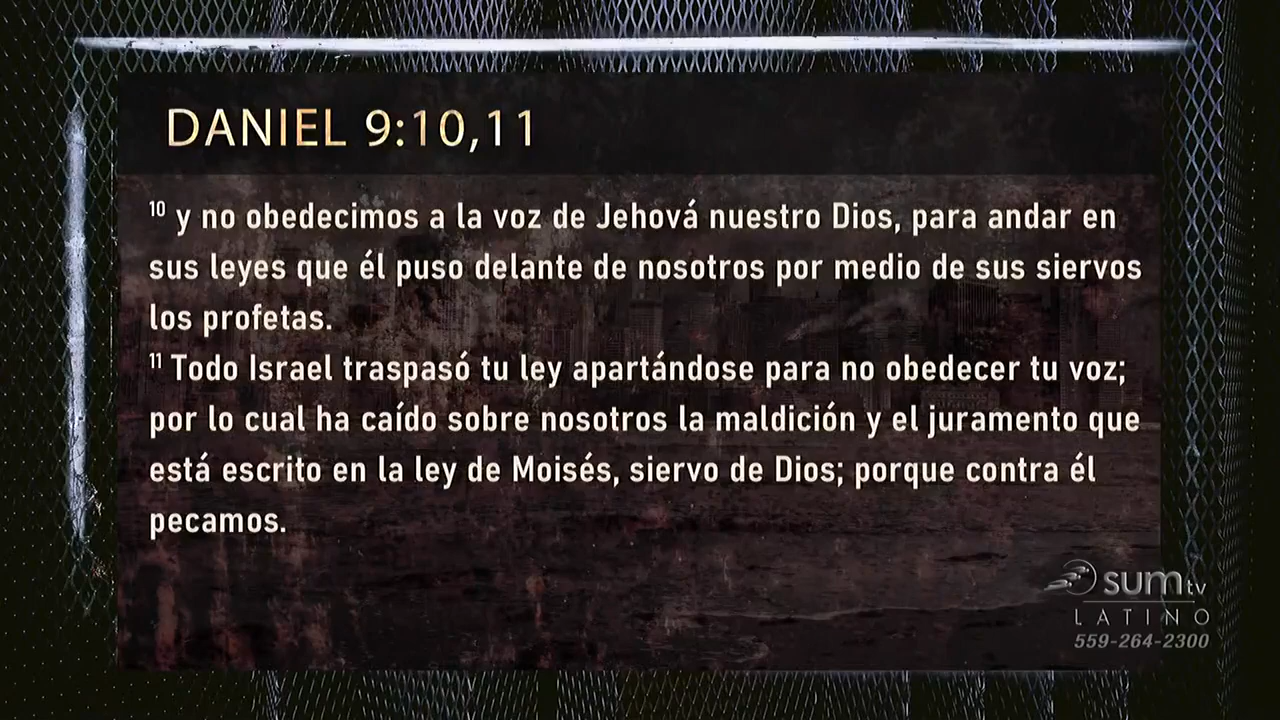 DANIEL 9:10,11
10 y no obedecimos a la voz de Jehová nuestro Dios, para andar en
sus leyes que él puso delante de nosotros por medio de sus siervos
los profetas.
11 Todo Israel traspasó tu ley apartándose para no obedecer tu voz;
por lo cual ha caído sobre nosotros la maldición y el juramento que
está escrito en la ley de Moisés, siervo de Dios; porque contra él
pecamos.
sumtv
LATINO
559-264-2300